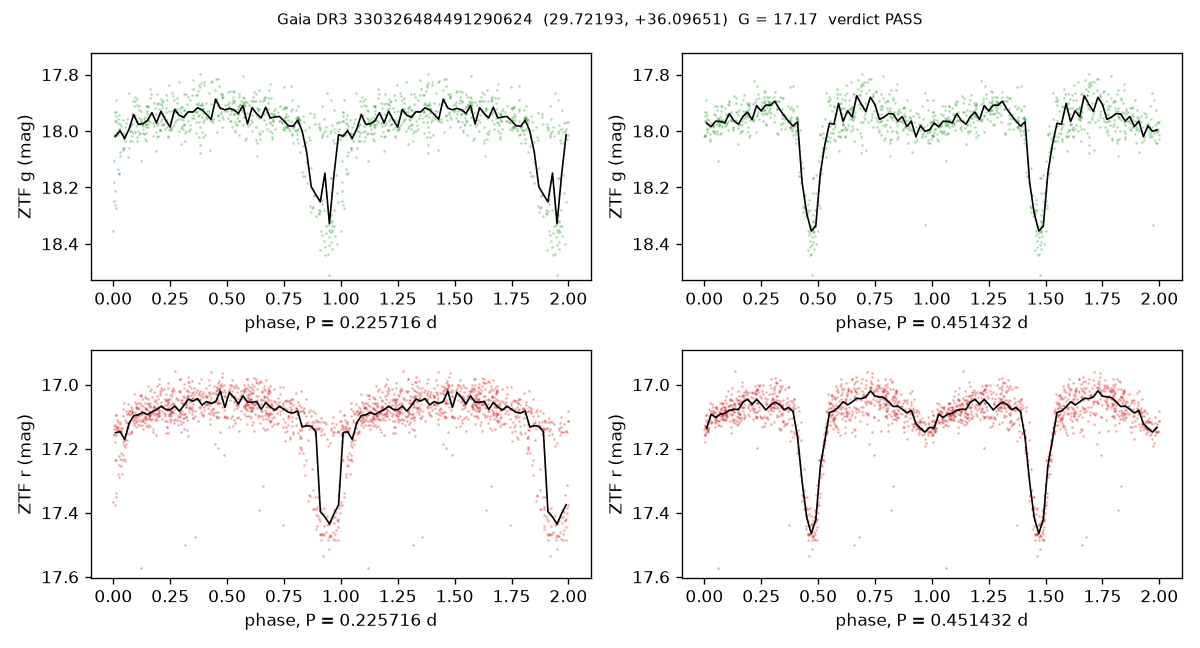 Gaia DR3 330326484491290624 (29.72193, +36.09651) G = 17.17 verdict PASS
ZTF g (mag)
17.8
18.0
18.2
18.4
0.00 0.25 0.50 0.75 1.00 1.25 1.50 1.75 2.00
phase, P = 0.225716 d
ZTF g (mag)
17.8
18.0
18.2
18.4
0.00 0.25 0.50 0.75 1.00 1.25 1.50 1.75 2.00
phase, P = 0.451432 d
ZTF r (mag)
17.0
17.2
17.4
17.6
0.00 0.25 0.50 0.75 1.00 1.25 1.50 1.75 2.00
phase, P = 0.225716 d
ZTF r (mag)
17.0
17.2
17.4
17.6
0.00 0.25 0.50 0.75 1.00 1.25 1.50 1.75 2.00
phase, P = 0.451432 d